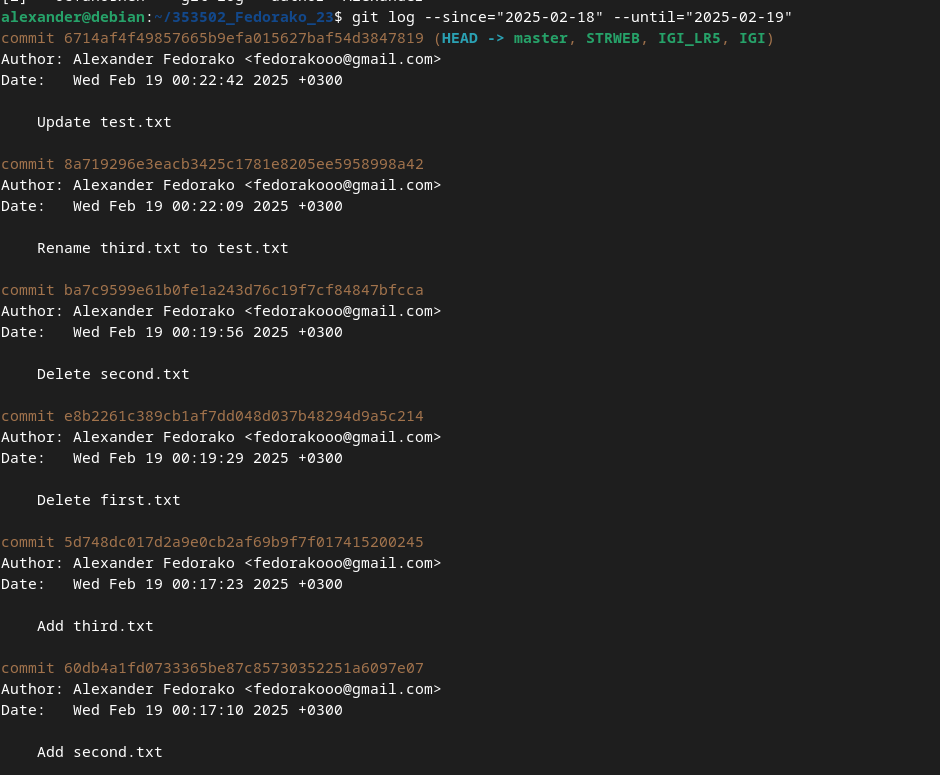 alexander@debian:~/353502_Fedorako_23$ git log --since="2025-02-18" --until="2025-02-19"
commit 6714af4f49857665b9efa015627baf54d3847819 (HEAD -> master, STRWEB, IGI_LR5, IGI)
Author: Alexander Fedorako <fedorakooo@gmail.com>
Date:   Wed Feb 19 00:22:42 2025 +0300
Update test.txt
commit 8a719296e3eacb3425c1781e8205ee5958998a42
Author: Alexander Fedorako <fedorakooo@gmail.com>
Date:   Wed Feb 19 00:22:09 2025 +0300
Rename third.txt to test.txt
commit ba7c9599e61b0fe1a243d76c19f7cf84847bfcca
Author: Alexander Fedorako <fedorakooo@gmail.com>
Date:   Wed Feb 19 00:19:56 2025 +0300
Delete second.txt
commit e8b2261c389cb1af7dd048d037b48294d9a5c214
Author: Alexander Fedorako <fedorakooo@gmail.com>
Date:   Wed Feb 19 00:19:29 2025 +0300
Delete first.txt
commit 5d748dc017d2a9e0cb2af69b9f7f017415200245
Author: Alexander Fedorako <fedorakooo@gmail.com>
Date:   Wed Feb 19 00:17:23 2025 +0300
Add third.txt
commit 60db4a1fd0733365be87c85730352251a6097e07
Author: Alexander Fedorako <fedorakooo@gmail.com>
Date:   Wed Feb 19 00:17:10 2025 +0300
Add second.txt